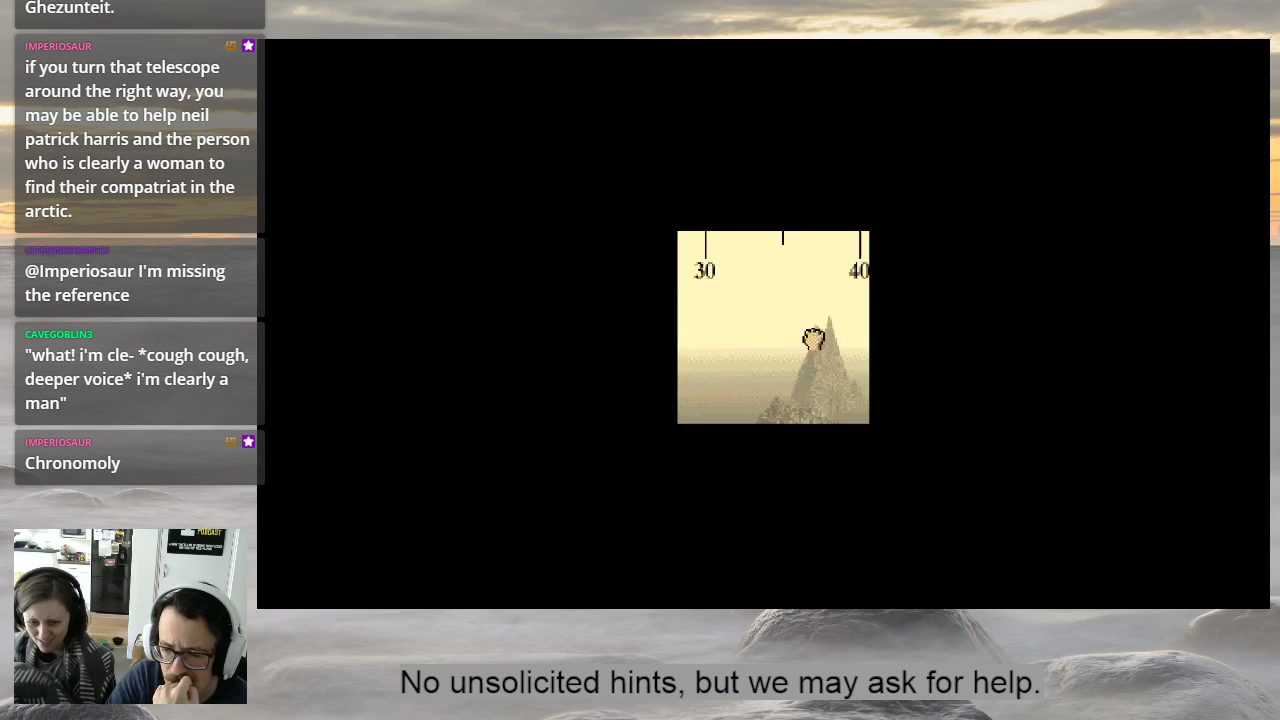 Ghezunteit.
IMPERIOSAUR
if you turn that telescope
around the right way, you
may be able to help neil
patrick harris and the person
who is clearly a woman to
find their compatriat in the
arctic.
@Imperiosaur I'm missing
the reference
CAVEGOBLIN3
"what! i'm cle- *cough cough,
deeper voice* i'm clearly a
man"
IMPERIOSAUR
Chronomoly
30
40
PODCAST
No unsolicited hints, but we may ask for help.